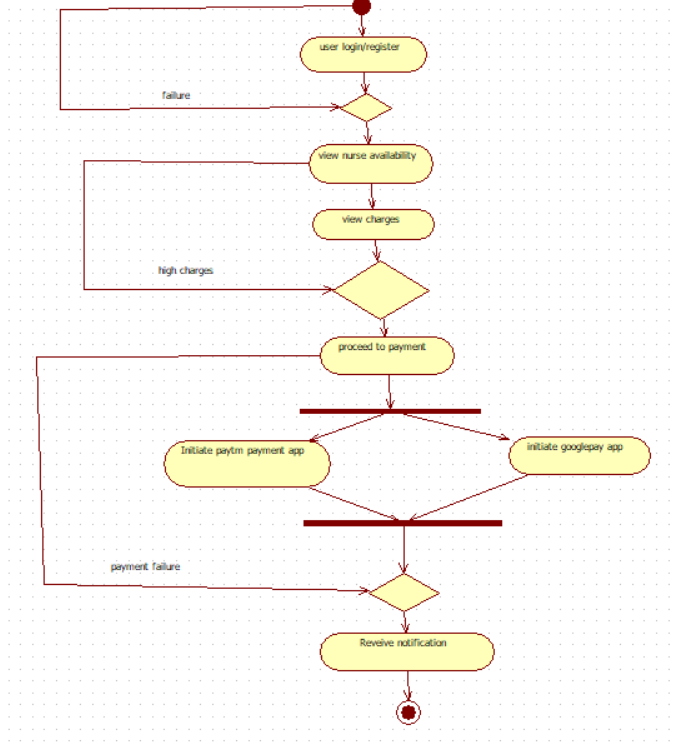 user login/register
failure
view nurse availability
view charges
high charges
proceed to payment
Initiate paytm payment app
initiate googlepay app
payment failure
Reveive notification